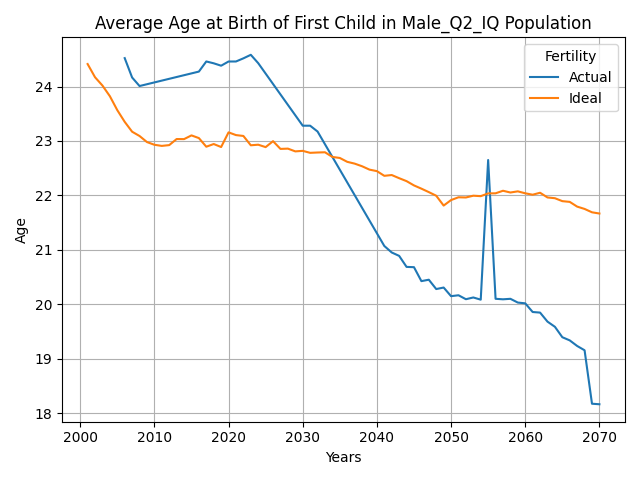 Average Age at Birth of First Child in Male_Q2_IQ Population
Fertility
Actual
Ideal
Age
24
23
22
21
20
19
18
2000
2010
2020
2030
2040
2050
2060
2070
Years